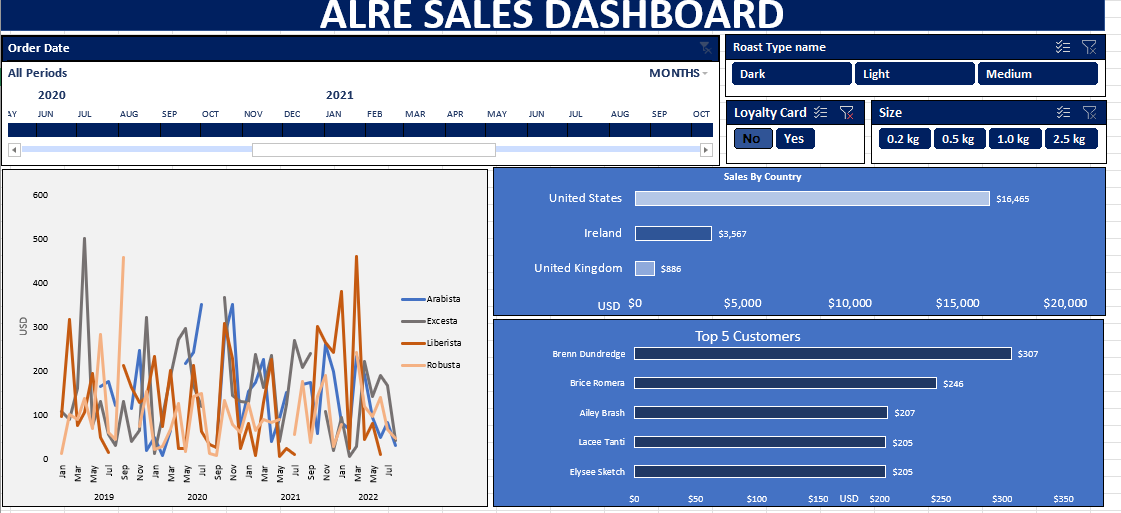 ALRE SALES DASHBOARD
Order Date
All Periods
MONTHS
2020 2021
AY JUN JUL AUG SEP OCT NOV DEC JAN FEB MAR APR MAY JUN JUL AUG SEP OCT
Roast Type name
Dark Light Medium
Loyalty Card
No Yes
Size
0.2 kg 0.5 kg 1.0 kg 2.5 kg
600
500
400
300
200
100
0
USD
Jan Mar May Jul Sep Nov Jan Mar May Jul Sep Nov Jan Mar May Jul Sep Nov Jan Mar May Jul
2019 2020 2021 2022
Arabista
Excesta
Liberista
Robusta
Sales By Country
United States $16,465
Ireland $3,567
United Kingdom $886
USD $0 $5,000 $10,000 $15,000 $20,000
Top 5 Customers
Brenn Dundredge $307
Brice Romera $246
Ailey Brash $207
Lacee Tanti $205
Elysee Sketch $205
$0 $50 $100 $150 USD $200 $250 $300 $350